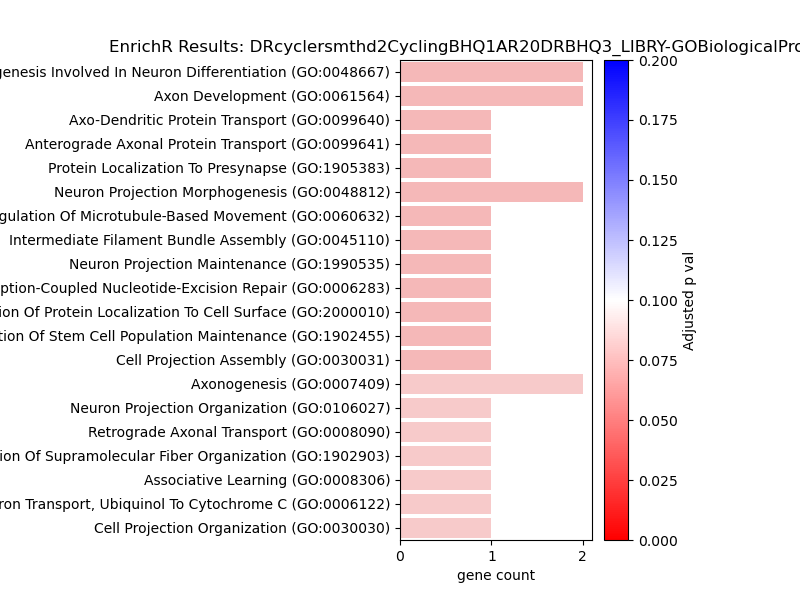 EnrichR Results: DRcyclersmthd2CyclingBHQ1AR20DRBHQ3_LIBRY-GOBiologicalPro
genesis Involved In Neuron Differentiation (GO:0048667)
Axon Development (GO:0061564)
Axo-Dendritic Protein Transport (GO:0099640)
Anterograde Axonal Protein Transport (GO:0099641)
Protein Localization To Presynapse (GO:1905383)
Neuron Projection Morphogenesis (GO:0048812)
gulation Of Microtubule-Based Movement (GO:0060632)
Intermediate Filament Bundle Assembly (GO:0045110)
Neuron Projection Maintenance (GO:1990535)
ption-Coupled Nucleotide-Excision Repair (GO:0006283)
ion Of Protein Localization To Cell Surface (GO:2000010)
tion Of Stem Cell Population Maintenance (GO:1902455)
Cell Projection Assembly (GO:0030031)
Axonogenesis (GO:0007409)
Neuron Projection Organization (GO:0106027)
Retrograde Axonal Transport (GO:0008090)
ion Of Supramolecular Fiber Organization (GO:1902903)
Associative Learning (GO:0008306)
ron Transport, Ubiquinol To Cytochrome C (GO:0006122)
Cell Projection Organization (GO:0030030)
0 1 2
gene count
0.200
0.175
0.150
0.125
0.100
0.075
0.050
0.025
0.000
Adjusted p val